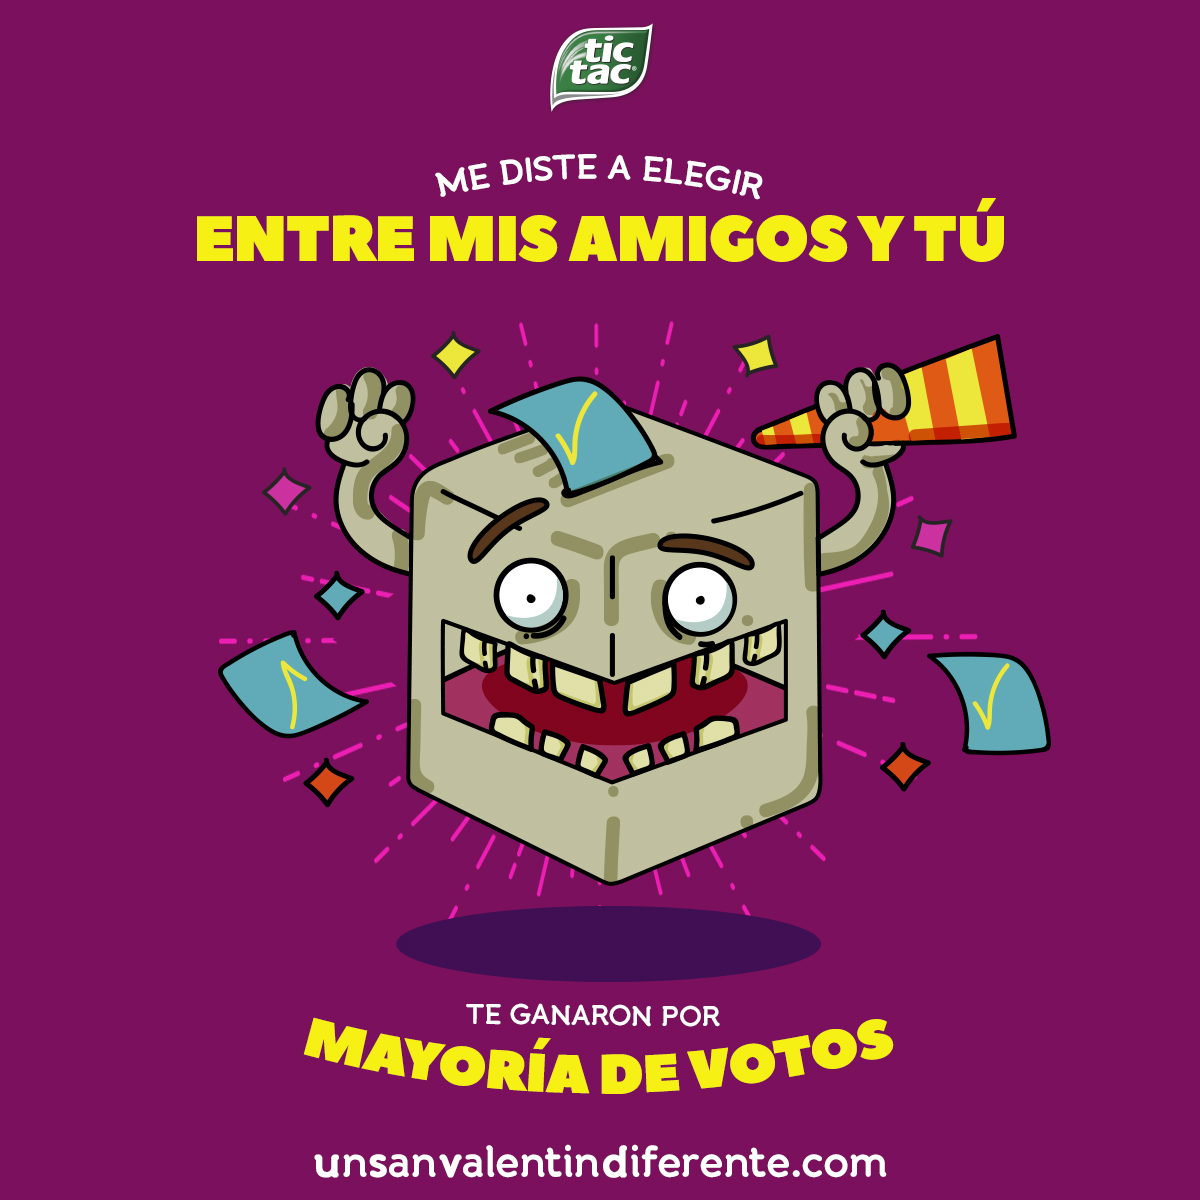 tic
tac
ME DISTE A ELEGIR
ENTRE MIS AMIGOS Y TÚ
TE GANARON POR
MAYORÍA DE VOTOS
unsanvalentindiferente.com